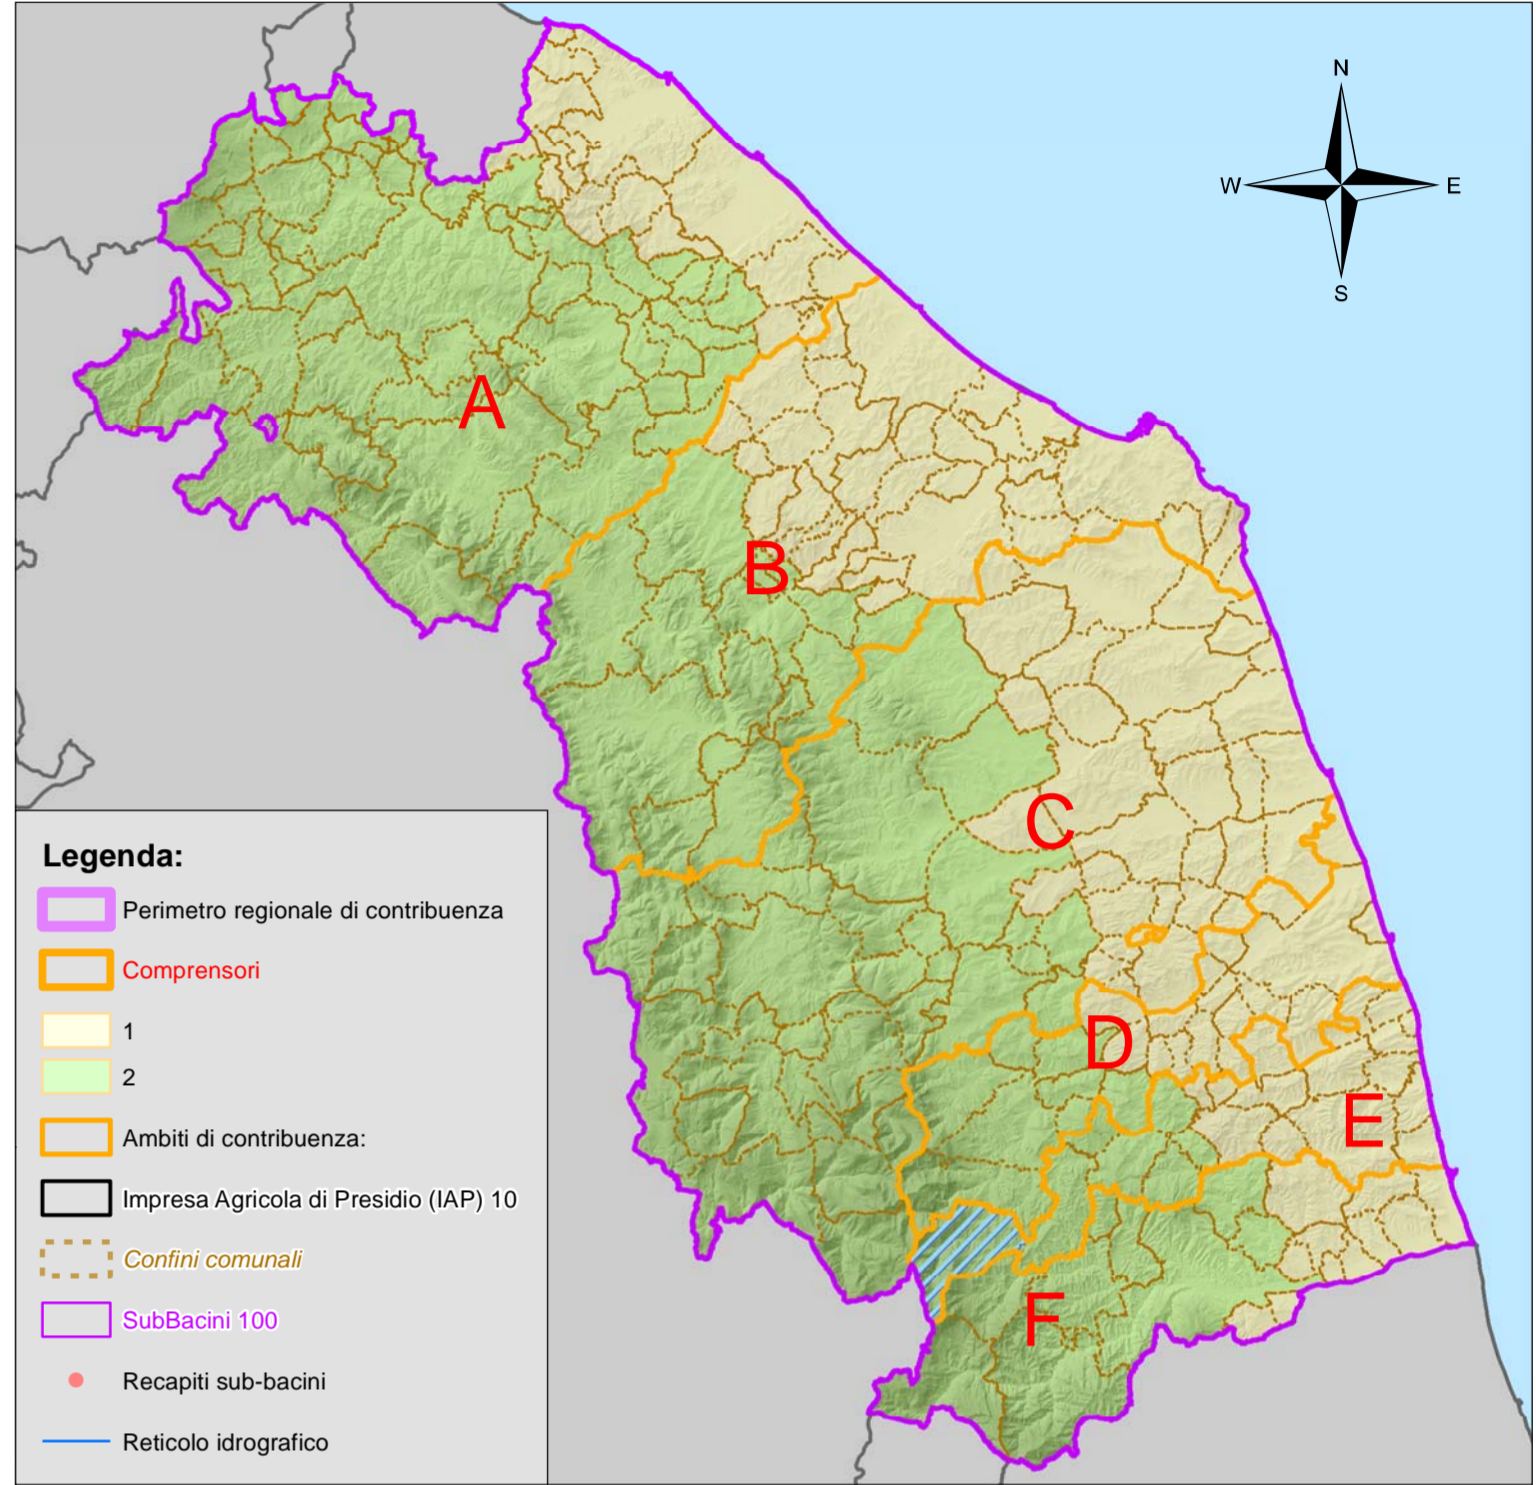 N
W
E
S
A
B
C
D
E
F
Legenda:
Perimetro regionale di contribuenza
Comprensori
1
2
Ambiti di contribuenza:
Impresa Agricola di Presidio (IAP) 10
Confini comunali
SubBacini 100
Recapiti sub-bacini
Reticolo idrografico